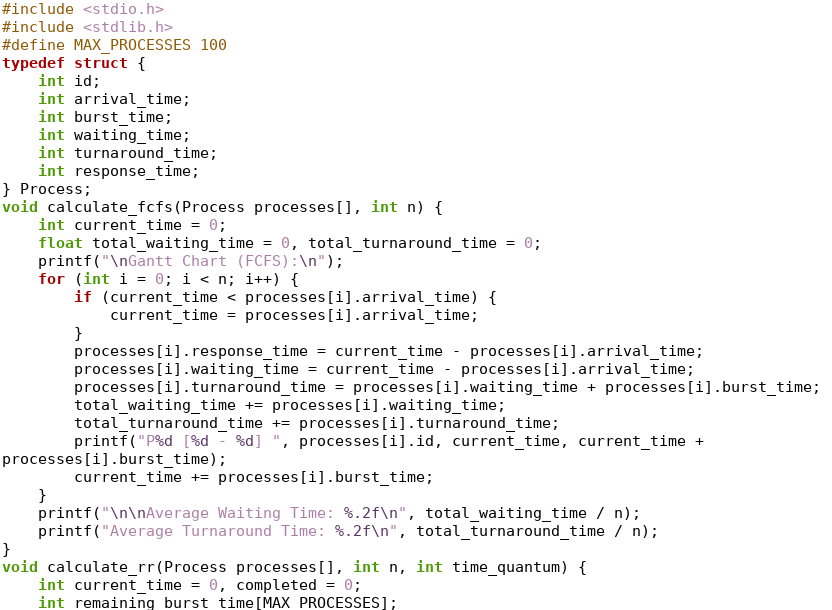 #include <stdio.h>
#include <stdlib.h>
#define MAX_PROCESSES 100
typedef struct {
    int id;
    int arrival_time;
    int burst_time;
    int waiting_time;
    int turnaround_time;
    int response_time;
} Process;
void calculate_fcfs(Process processes[], int n) {
    int current_time = 0;
    float total_waiting_time = 0, total_turnaround_time = 0;
    printf("\nGantt Chart (FCFS):\n");
    for (int i = 0; i < n; i++) {
        if (current_time < processes[i].arrival_time) {
            current_time = processes[i].arrival_time;
        }
        processes[i].response_time = current_time - processes[i].arrival_time;
        processes[i].waiting_time = current_time - processes[i].arrival_time;
        processes[i].turnaround_time = processes[i].waiting_time + processes[i].burst_time;
        total_waiting_time += processes[i].waiting_time;
        total_turnaround_time += processes[i].turnaround_time;
        printf("P%d [%d - %d] ", processes[i].id, current_time, current_time +
processes[i].burst_time);
        current_time += processes[i].burst_time;
    }
    printf("\n\nAverage Waiting Time: %.2f\n", total_waiting_time / n);
    printf("Average Turnaround Time: %.2f\n", total_turnaround_time / n);
}
void calculate_rr(Process processes[], int n, int time_quantum) {
    int current_time = 0, completed = 0;
    int remaining_burst_time[MAX_PROCESSES];